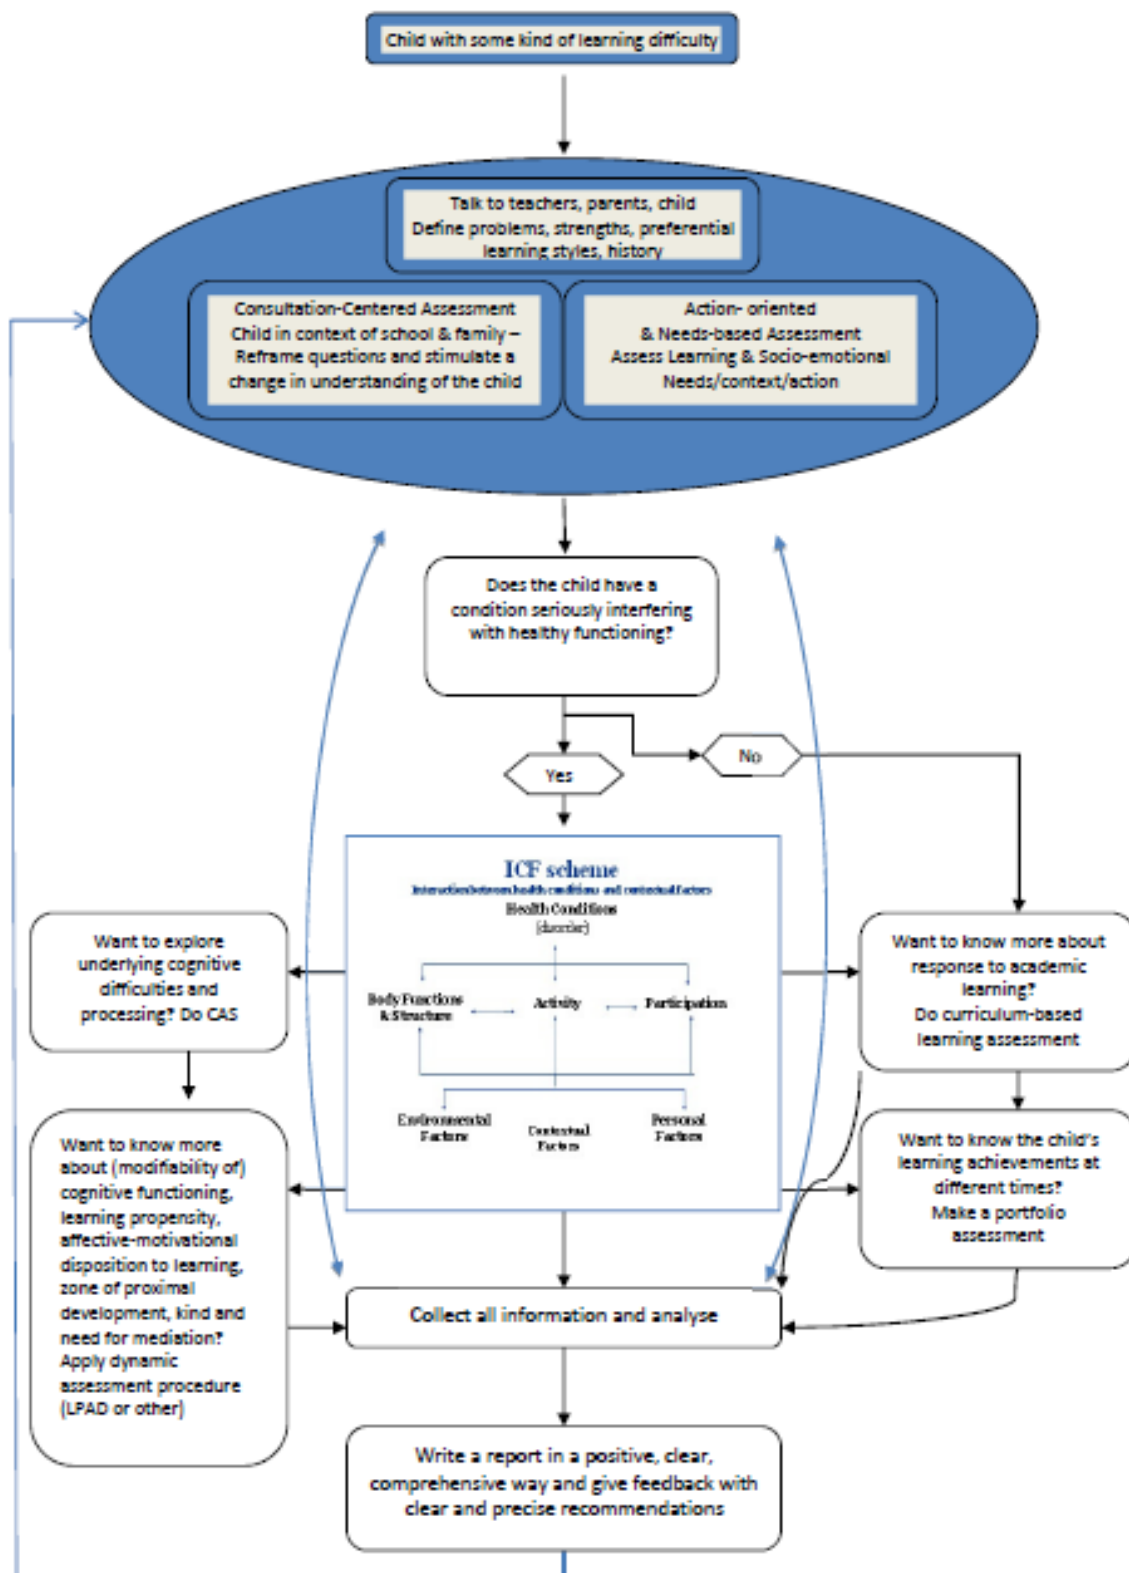 Child with some kind of learning difficulty
Talk to teachers, parents, child
Define problems, strengths, preferential
learning styles, history
Consultation-Centered Assessment
Child in context of school & family –
Reframe questions and stimulate a
change in understanding of the child
Action- oriented
& Needs-based Assessment
Assess Learning & Socio-emotional
Needs/context/action
Does the child have a
condition seriously interfering
with healthy functioning?
Yes
No
ICF scheme
Interaction between health conditions and contextual factors
Health Conditions
(disorder)
Body Functions
& Structure
Activity
Participation
Environmental
Factors
Contextual
Factors
Personal
Factors
Want to explore
underlying cognitive
difficulties and
processing? Do CAS
Want to know more about
response to academic
learning?
Do curriculum-based
learning assessment
Want to know more
about (modifiability of)
cognitive functioning,
learning propensity,
affective-motivational
disposition to learning,
zone of proximal
development, kind and
need for mediation?
Apply dynamic
assessment procedure
(LPAD or other)
Want to know the child's
learning achievements at
different times?
Make a portfolio
assessment
Collect all information and analyse
Write a report in a positive, clear,
comprehensive way and give feedback with
clear and precise recommendations